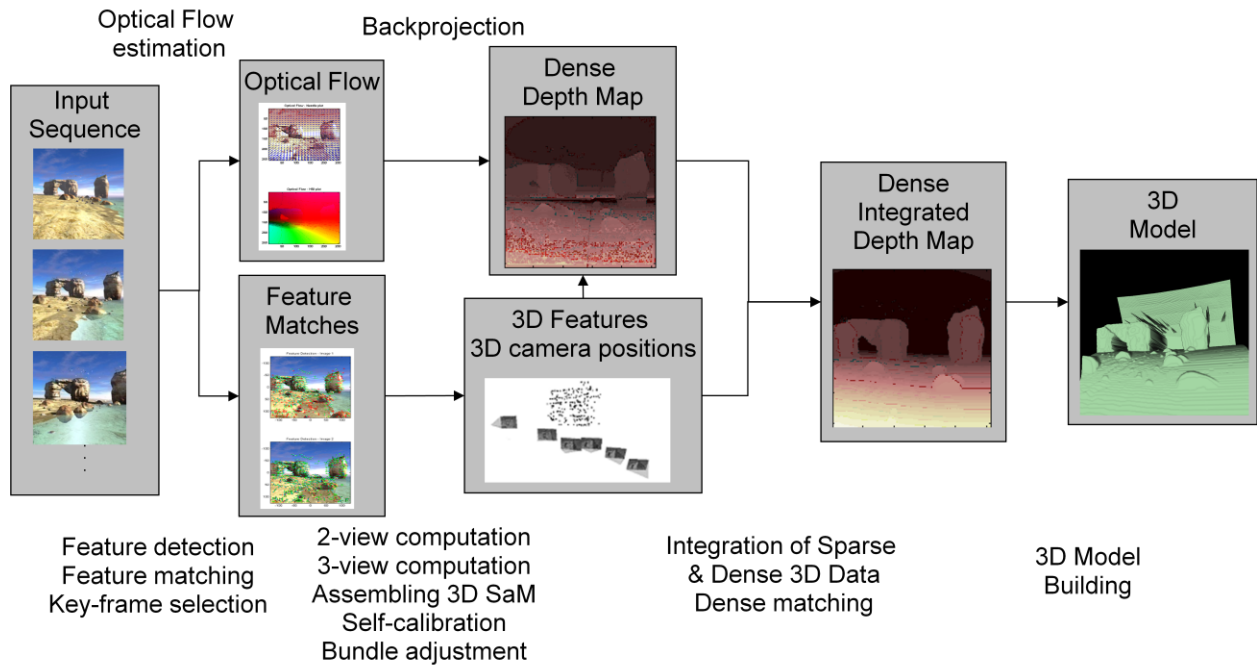 Optical Flow
estimation
Backprojection
Input
Sequence
Optical Flow
Dense
Depth Map
Feature
Matches
3D Features
3D camera positions
Dense
Integrated
Depth Map
3D
Model
Feature detection
Feature matching
Key-frame selection
2-view computation
3-view computation
Assembling 3D SaM
Self-calibration
Bundle adjustment
Integration of Sparse
& Dense 3D Data
Dense matching
3D Model
Building